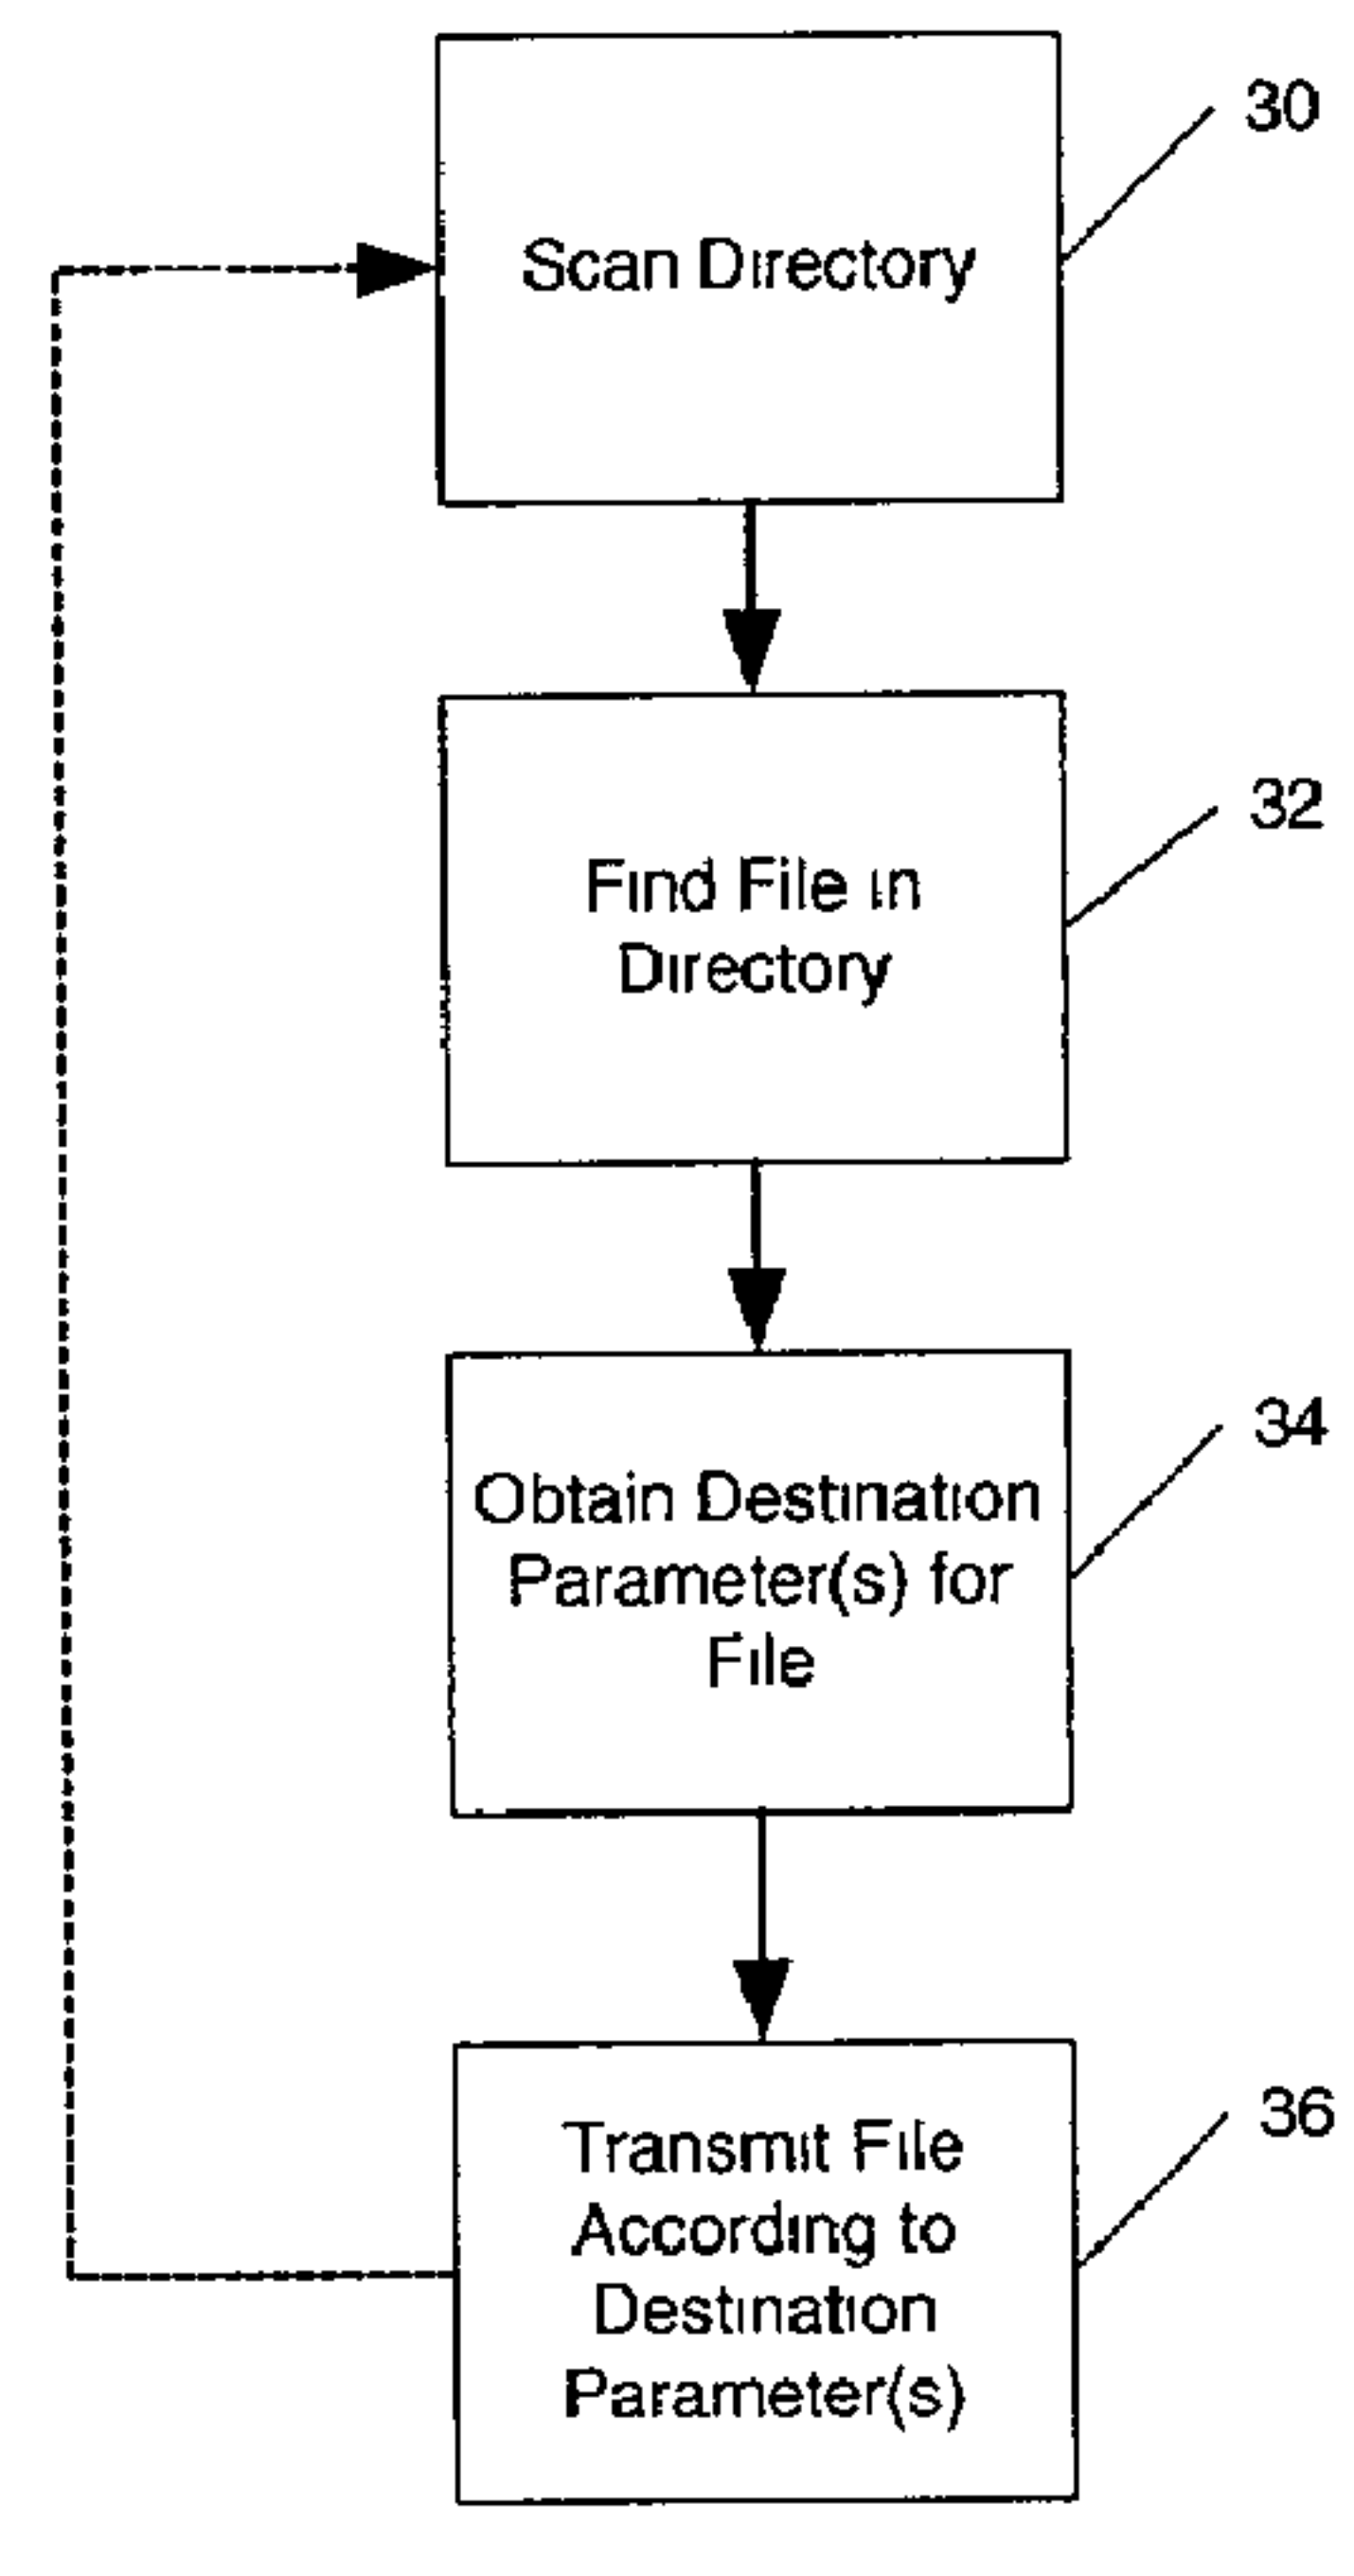 30
Scan Directory
32
Find File in
Directory
34
Obtain Destination
Parameter(s) for
File
36
Transmit File
According to
Destination
Parameter(s)